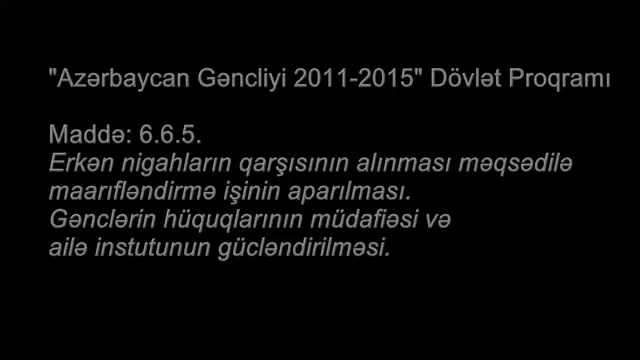 "Azərbaycan Gəncliyi 2011-2015" Dövlət Proqramı
Maddə: 6.6.5.
Erkən nigahların qarşısının alınması məqsədilə
maarifləndirmə işinin aparılması.
Gənclərin hüquqlarının müdafiəsi və
ailə instutunun gücləndirilməsi.